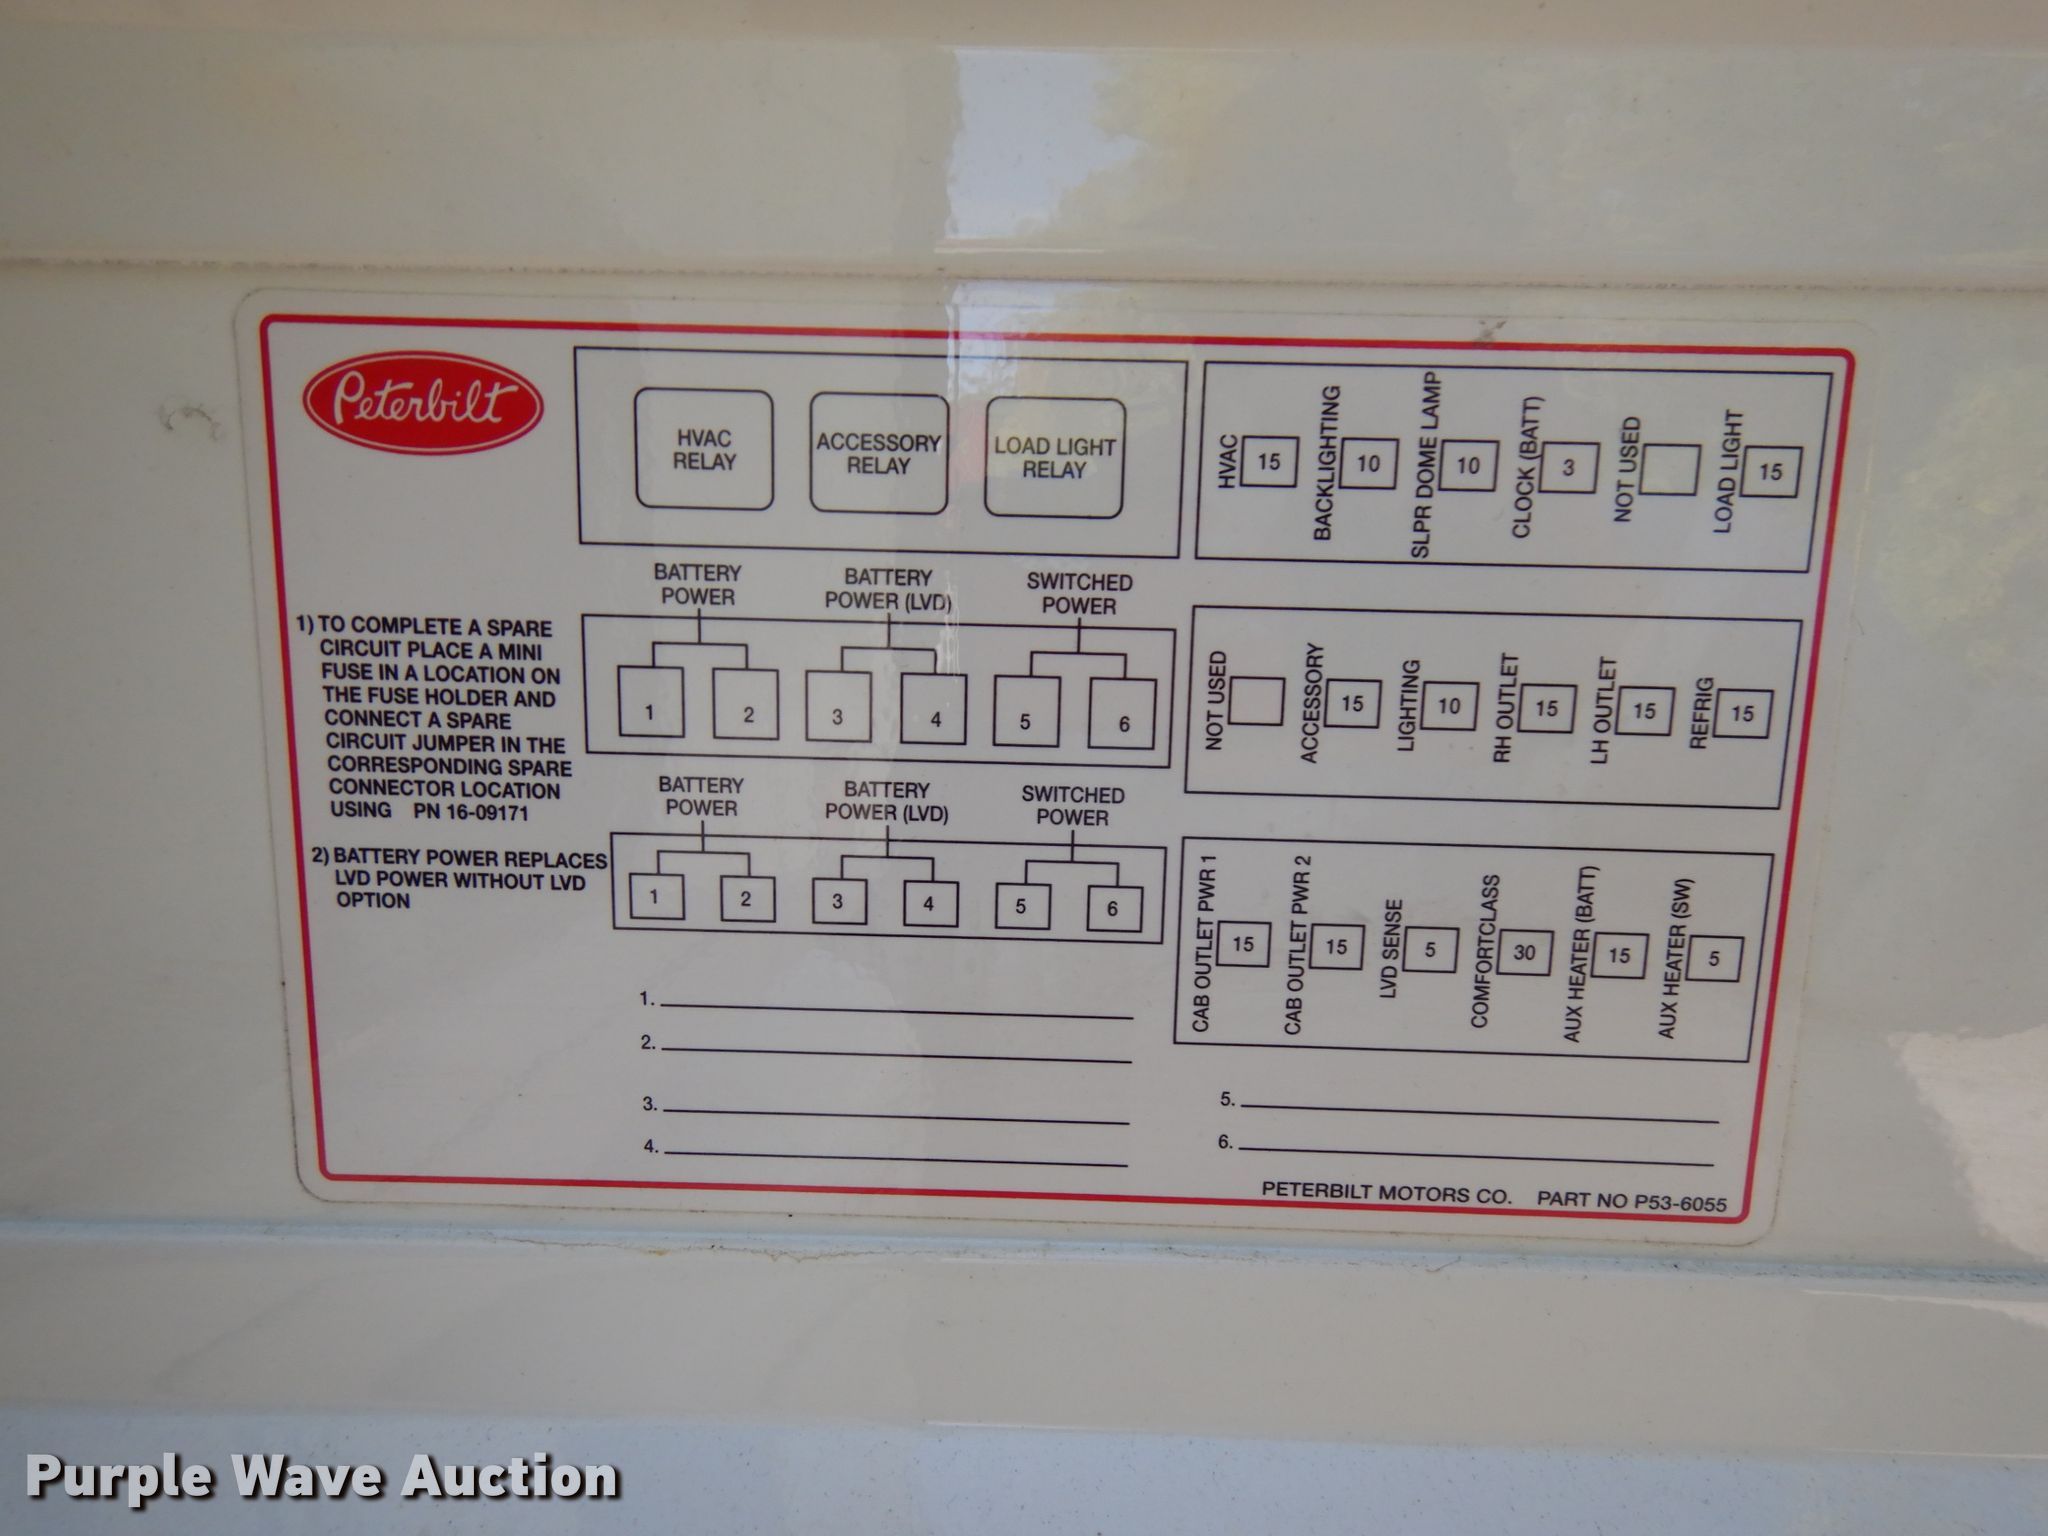 Peterbilt
HVAC
RELAY
ACCESSORY
RELAY
LOAD LIGHT
RELAY
HVAC
15
BACKLIGHTING
10
SLPR DOME LAMP
10
CLOCK (BATT)
3
NOT USED
LOAD LIGHT
15
1) TO COMPLETE A SPARE
CIRCUIT PLACE A MINI
FUSE IN A LOCATION ON
THE FUSE HOLDER AND
CONNECT A SPARE
CIRCUIT JUMPER IN THE
CORRESPONDING SPARE
CONNECTOR LOCATION
USING PN 16-09171
2) BATTERY POWER REPLACES
LVD POWER WITHOUT LVD
OPTION
BATTERY
POWER
BATTERY
POWER (LVD)
SWITCHED
POWER
1 2 3 4 5 6
NOT USED
ACCESSORY
15
LIGHTING
10
RH OUTLET
15
LH OUTLET
15
REFRIG
15
BATTERY
POWER
BATTERY
POWER (LVD)
SWITCHED
POWER
1 2 3 4 5 6
CAB OUTLET PWR 1
15
CAB OUTLET PWR 2
15
LVD SENSE
5
COMFORTCLASS
30
AUX HEATER (BATT)
15
AUX HEATER (SW)
5
1.
2.
3.
4.
5.
6.
PETERBILT MOTORS CO. PART NO P53-6055
Purple Wave Auction